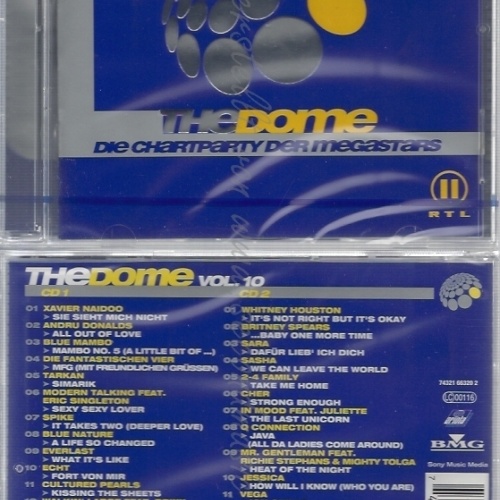 THE DOME
DIE CHARTPARTY DER MEGASTARS
II
RTL
THE DOME VOL. 10
CD 1
01 XAVIER NAIDOO
> SIE SIEHT MICH NICHT
02 ANDRU DONALDS
> ALL OUT OF LOVE
03 BLUE MAMBO
> MAMBO NO. 5 (A LITTLE BIT OF ...)
04 DIE FANTASTISCHEN VIER
> MFG (MIT FREUNDLICHEN GRÜSSEN)
05 TARKAN
> SIMARIK
06 MODERN TALKING FEAT.
ERIC SINGLETON
> SEXY SEXY LOVER
07 SPIKE
> IT TAKES TWO (DEEPER LOVE)
08 BLUE NATURE
> A LIFE SO CHANGED
09 EVERLAST
> WHAT IT'S LIKE
10 ECHT
> FORT VON MIR
11 CULTURED PEARLS
> KISSING THE SHEETS
CD 2
01 WHITNEY HOUSTON
> IT'S NOT RIGHT BUT IT'S OKAY
02 BRITNEY SPEARS
> ...BABY ONE MORE TIME
03 SARA
> DAFÜR LIEB' ICH DICH
04 SASHA
> WE CAN LEAVE THE WORLD
05 2-4 FAMILY
> TAKE ME HOME
06 CHER
> STRONG ENOUGH
07 IN MOOD FEAT. JULIETTE
> THE LAST UNICORN
08 Q CONNECTION
> JAVA
(ALL DA LADIES COME AROUND)
09 MR. GENTLEMAN FEAT.
RICHIE STEPHANS & MIGHTY TOLGA
> HEAT OF THE NIGHT
10 JESSICA
> HOW WILL I KNOW (WHO YOU ARE)
11 VEGA
74321 66329 2
LC 00116
ariola
BMG
Sony Music Media